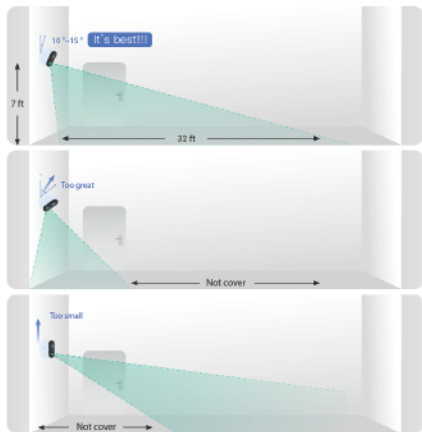 10°-15° It's best!!!
7 ft
32 ft
Too great
Not cover
Too small
Not cover